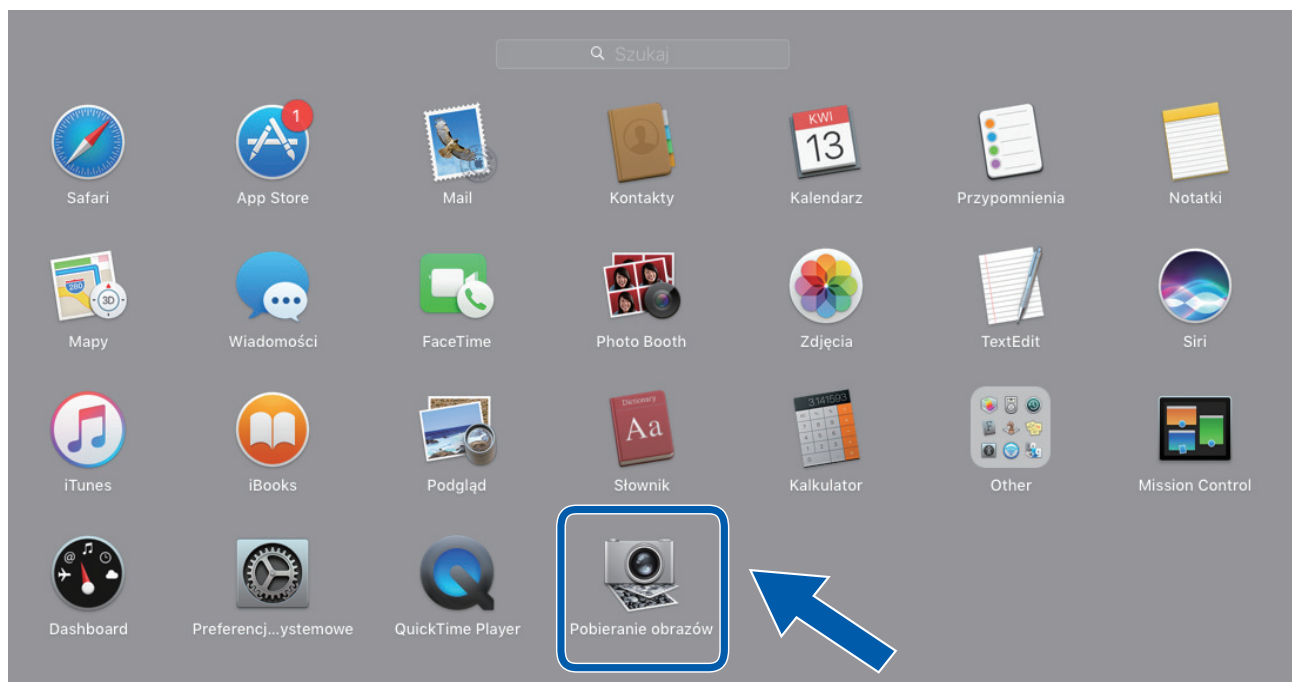 Szukaj
1
KWI
13
Safari
App Store
Mail
Kontakty
Kalendarz
Przypomnienia
Notatki
280
3D
Mapy
Wiadomości
FaceTime
Photo Booth
Zdjęcia
TextEdit
Siri
Dictionary
Aa
3.141593
iTunes
iBooks
Podgląd
Słownik
Kalkulator
Other
Mission Control
@
Dashboard
Preferencj...ystemowe
QuickTime Player
Pobieranie obrazów